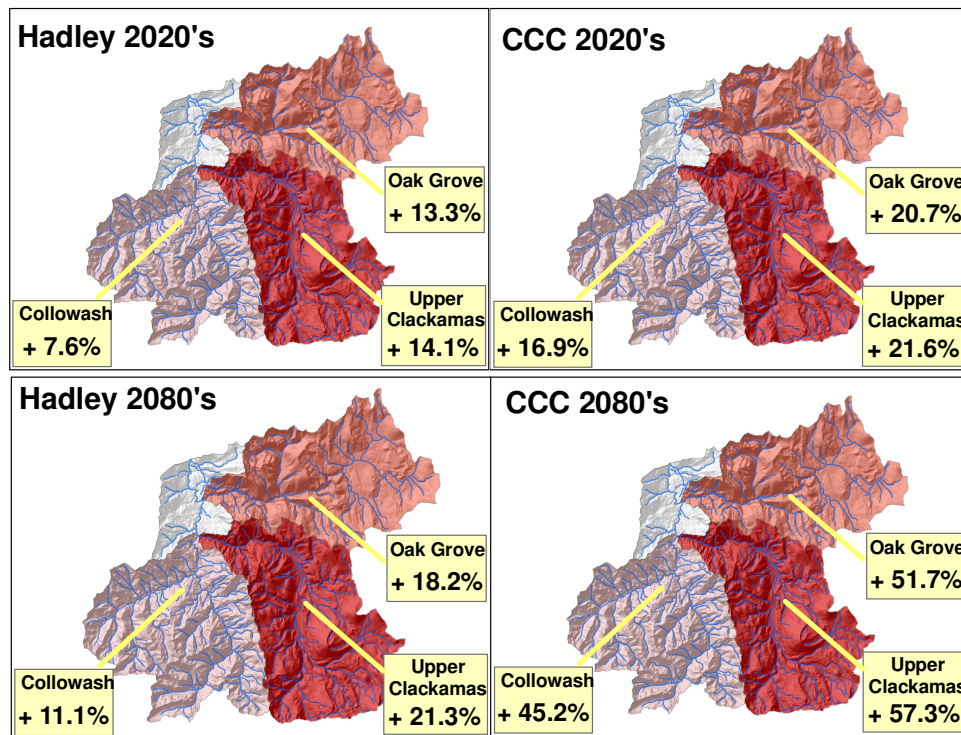 Hadley 2020's
Oak Grove
+ 13.3%
Collowash
+ 7.6%
Upper
Clackamas
+ 14.1%
CCC 2020's
Oak Grove
+ 20.7%
Collowash
+ 16.9%
Upper
Clackamas
+ 21.6%
Hadley 2080's
Oak Grove
+ 18.2%
Collowash
+ 11.1%
Upper
Clackamas
+ 21.3%
CCC 2080's
Oak Grove
+ 51.7%
Collowash
+ 45.2%
Upper
Clackamas
+ 57.3%